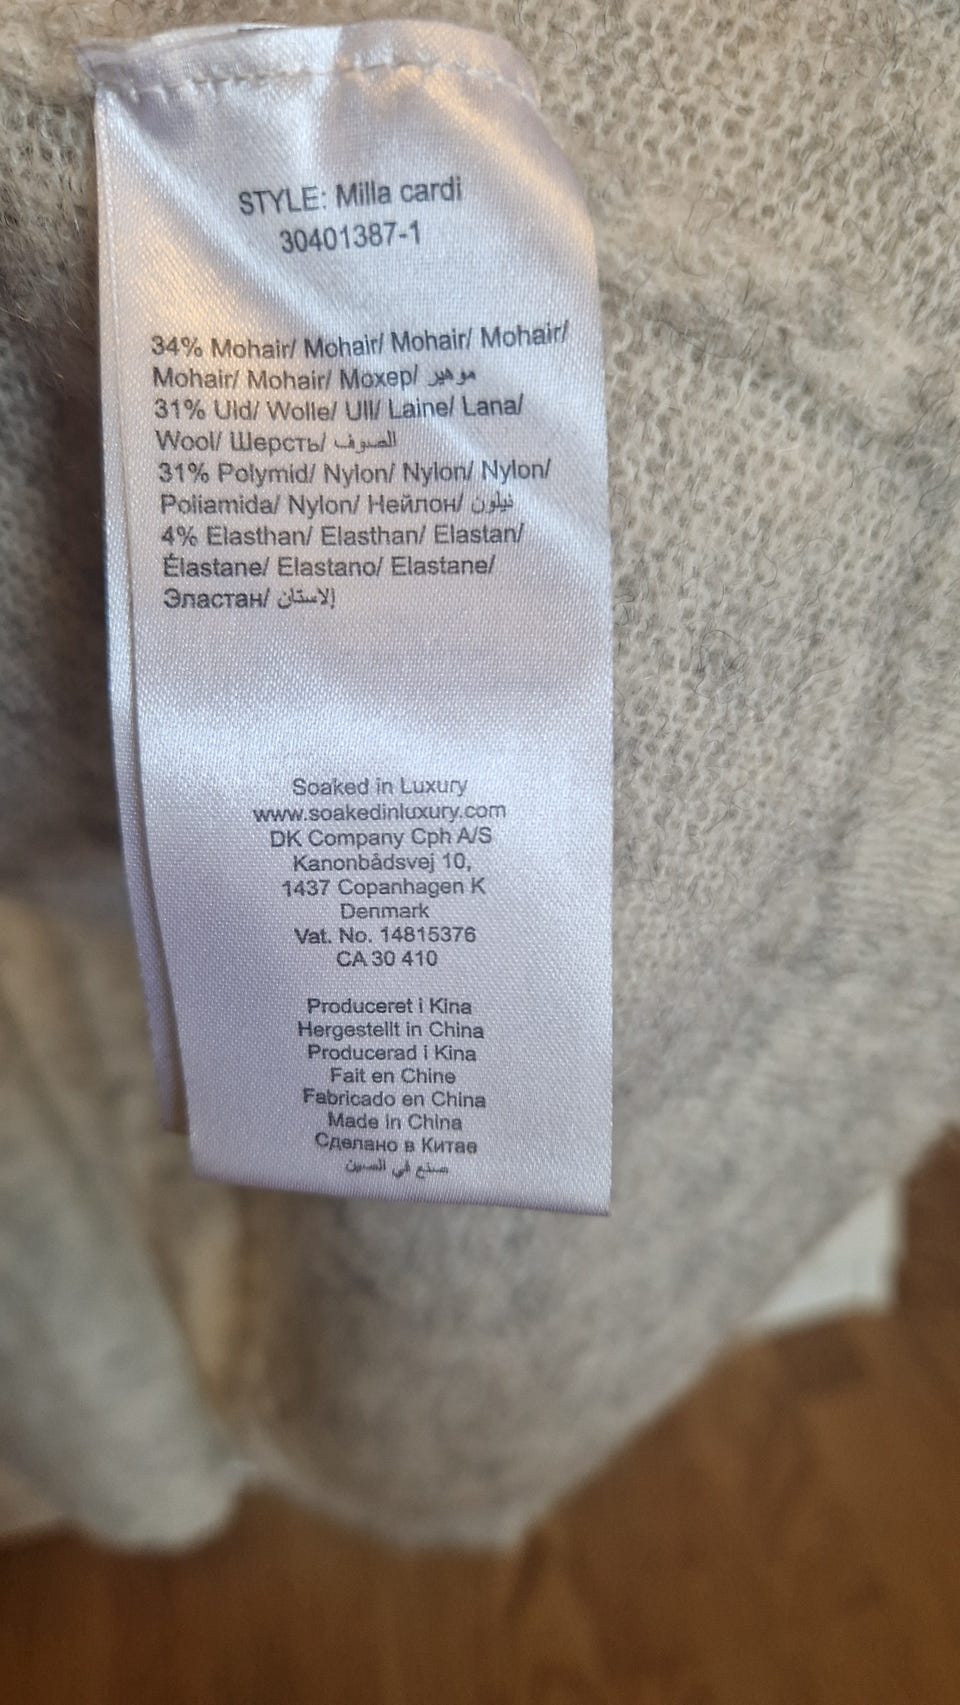 STYLE: Milla cardi
30401387-1
34% Mohair/ Mohair/ Mohair/ Mohair/
Mohair/ Mohair/ Мохер/ موهير
31% Uld/ Wolle/ Ull/ Laine/ Lana/
Wool/ Шерсть/ الصوف
31% Polymid/ Nylon/ Nylon/ Nylon/
Poliamida/ Nylon/ Нейлон/ نيلون
4% Elasthan/ Elasthan/ Elastan/
Élastane/ Elastano/ Elastane/
Эластан/ إلاستان
Soaked in Luxury
www.soakedinluxury.com
DK Company Cph A/S
Kanonbådsvej 10,
1437 Copanhagen K
Denmark
Vat. No. 14815376
CA 30 410
Produceret i Kina
Hergestellt in China
Producerad i Kina
Fait en Chine
Fabricado en China
Made in China
Сделано в Китае
صنع في الصين